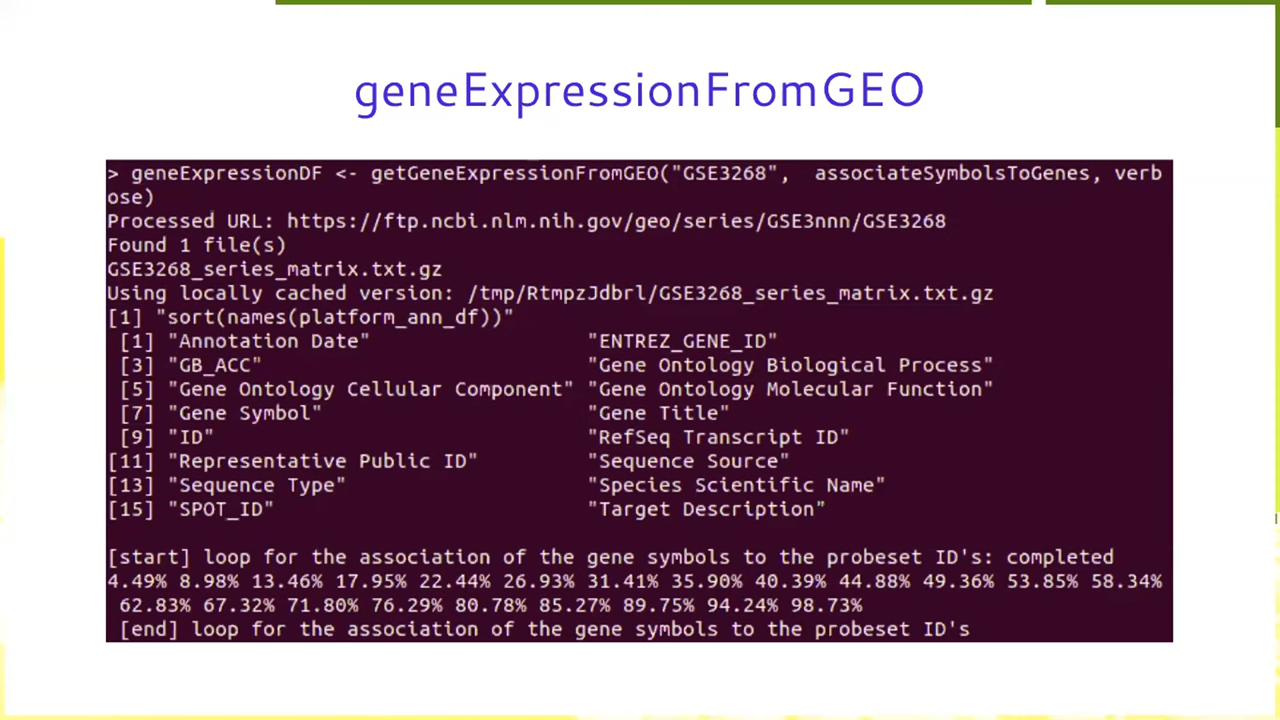 geneExpressionFromGEO
> geneExpressionDF <- getGeneExpressionFromGEO("GSE3268",  associateSymbolsToGenes, verb
ose)
Processed URL: https://ftp.ncbi.nlm.nih.gov/geo/series/GSE3nnn/GSE3268
Found 1 file(s)
GSE3268_series_matrix.txt.gz
Using locally cached version: /tmp/RtmpzJdbrl/GSE3268_series_matrix.txt.gz
[1] "sort(names(platform_ann_df))"
 [1] "Annotation Date"                  "ENTREZ_GENE_ID"
 [3] "GB_ACC"                           "Gene Ontology Biological Process"
 [5] "Gene Ontology Cellular Component" "Gene Ontology Molecular Function"
 [7] "Gene Symbol"                      "Gene Title"
 [9] "ID"                               "RefSeq Transcript ID"
[11] "Representative Public ID"         "Sequence Source"
[13] "Sequence Type"                    "Species Scientific Name"
[15] "SPOT_ID"                          "Target Description"
[start] loop for the association of the gene symbols to the probeset ID's: completed
4.49% 8.98% 13.46% 17.95% 22.44% 26.93% 31.41% 35.90% 40.39% 44.88% 49.36% 53.85% 58.34%
 62.83% 67.32% 71.80% 76.29% 80.78% 85.27% 89.75% 94.24% 98.73%
 [end] loop for the association of the gene symbols to the probeset ID's